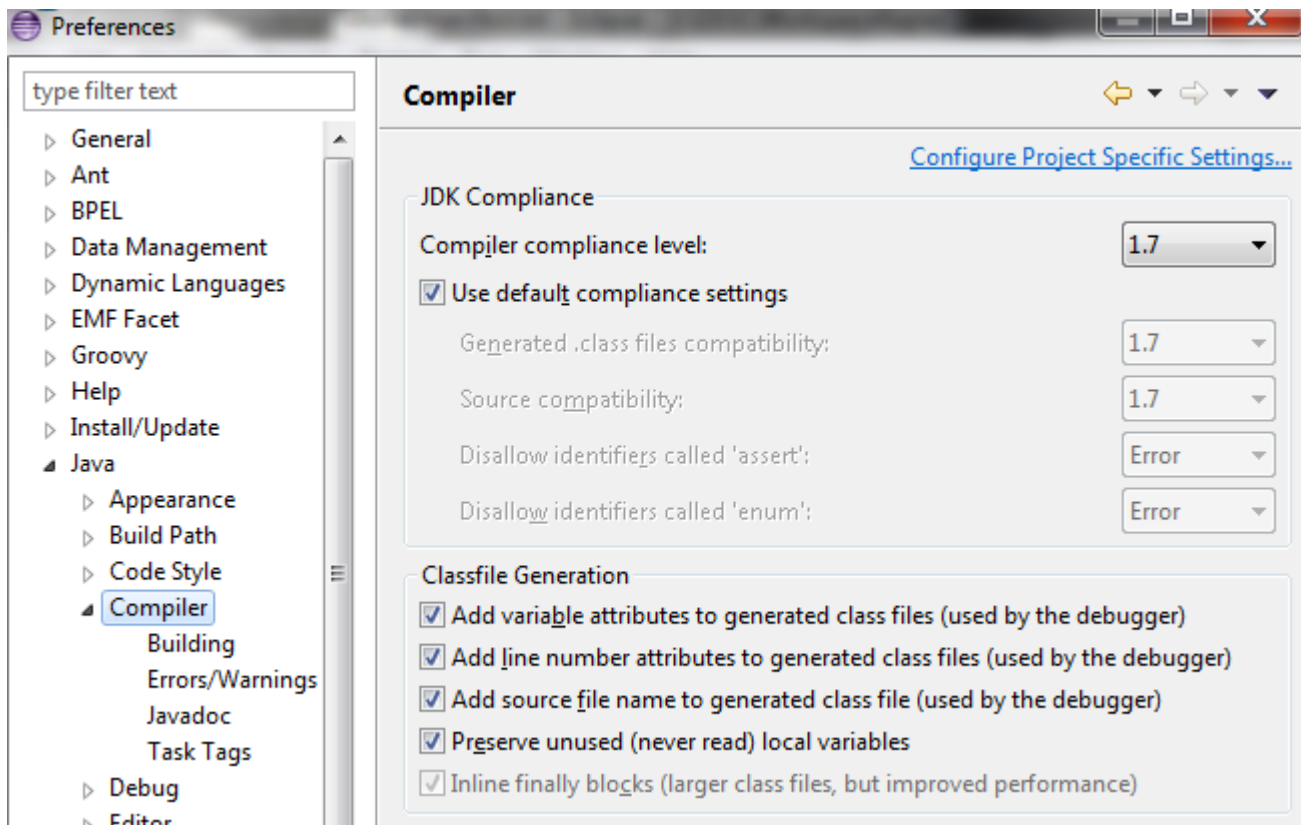 Preferences
type filter text
General
Ant
BPEL
Data Management
Dynamic Languages
EMF Facet
Groovy
Help
Install/Update
Java
Appearance
Build Path
Code Style
Compiler
Building
Errors/Warnings
Javadoc
Task Tags
Debug
Editor
Compiler
Configure Project Specific Settings...
JDK Compliance
Compiler compliance level: 1.7
Use default compliance settings
Generated .class files compatibility: 1.7
Source compatibility: 1.7
Disallow identifiers called 'assert': Error
Disallow identifiers called 'enum': Error
Classfile Generation
Add variable attributes to generated class files (used by the debugger)
Add line number attributes to generated class files (used by the debugger)
Add source file name to generated class file (used by the debugger)
Preserve unused (never read) local variables
Inline finally blocks (larger class files, but improved performance)